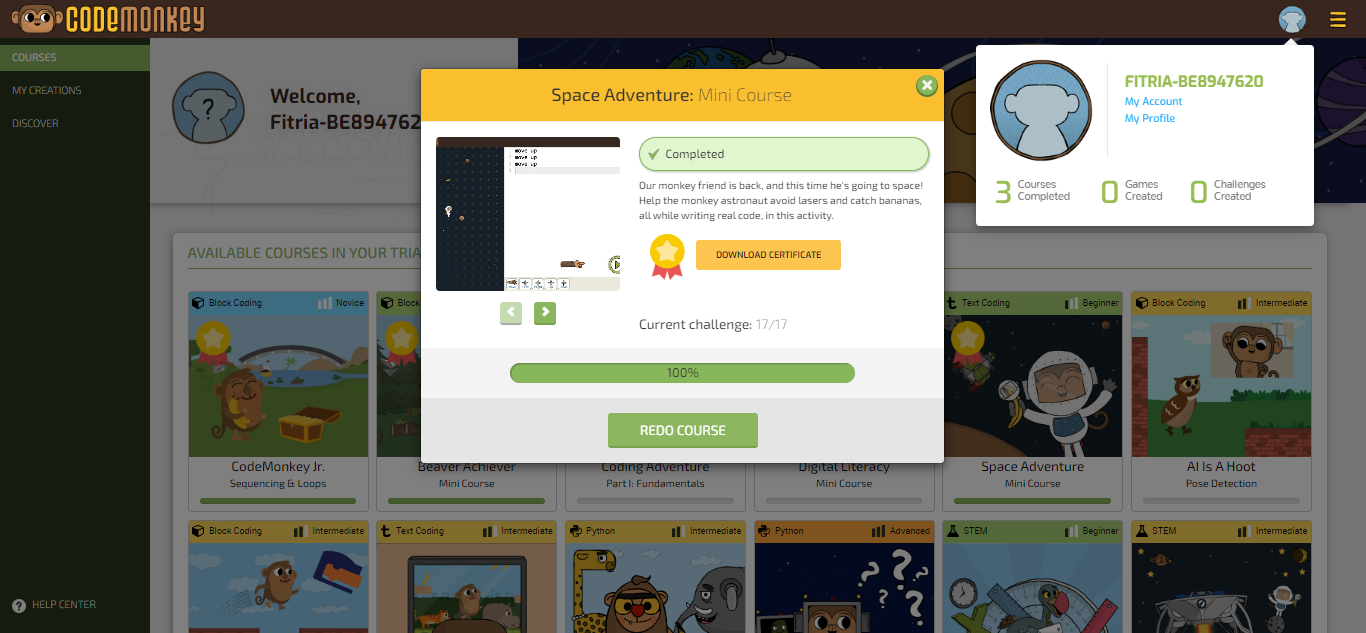 CODEMONKEY
COURSES
MY CREATIONS
DISCOVER
HELP CENTER
?
Welcome,
Fitria-BE894762
FITRIA-BE8947620
My Account
My Profile
3 Courses Completed
0 Games Created
0 Challenges Created
Space Adventure: Mini Course
move up
move up
move up
Completed
Our monkey friend is back, and this time he's going to space!
Help the monkey astronaut avoid lasers and catch bananas,
all while writing real code, in this activity.
DOWNLOAD CERTIFICATE
Current challenge: 17/17
100%
REDO COURSE
AVAILABLE COURSES IN YOUR TRIA
Block Coding Novice
Block
Text Coding Beginner
Block Coding Intermediate
CodeMonkey Jr.
Sequencing & Loops
Beaver Achiever
Mini Course
Coding Adventure
Part I: Fundamentals
Digital Literacy
Mini Course
Space Adventure
Mini Course
AI Is A Hoot
Pose Detection
Block Coding Intermediate
Text Coding Intermediate
Python Intermediate
Python Advanced
STEM Beginner
STEM Intermediate